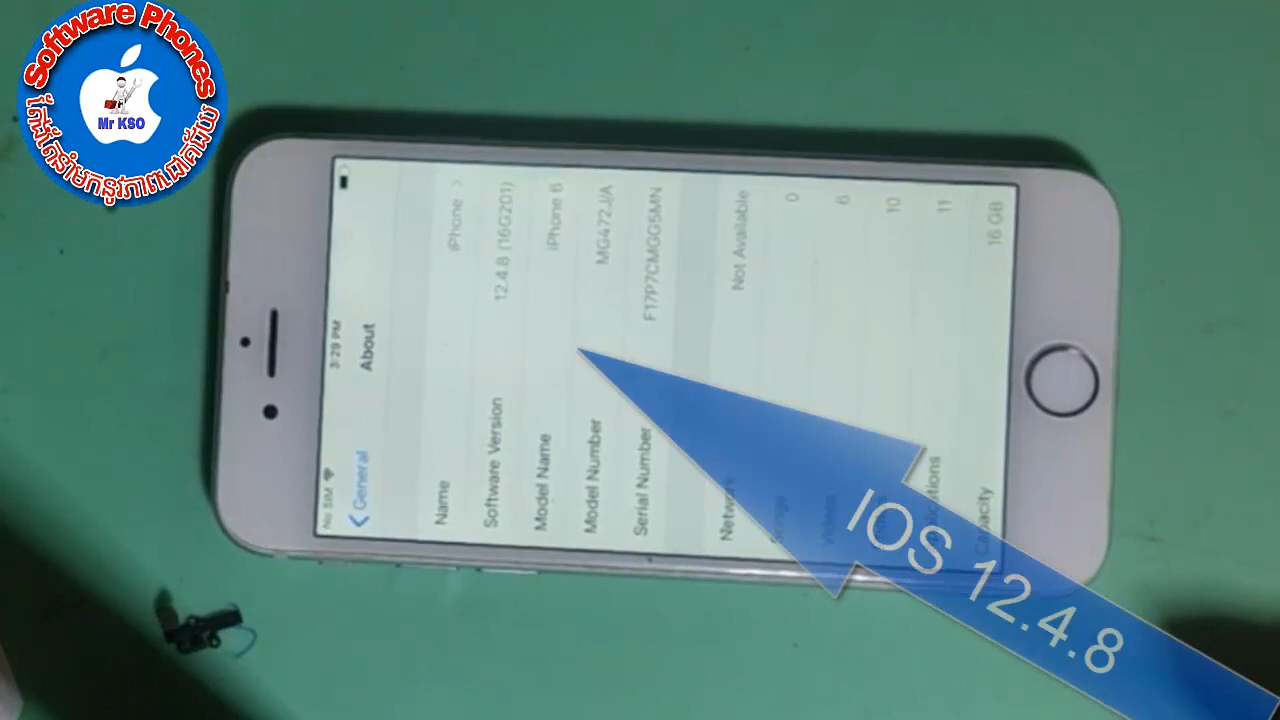 Software Phones
Mr KSO
No SIM
3:29 PM
General
About
Name
iPhone
Software Version
12.4.8 (16G201)
Model Name
iPhone 6
Model Number
MG472J/A
Serial Number
F17P7CMGG5MN
Network
Not Available
0
6
10
11
Capacity
16 GB
IOS 12.4.8